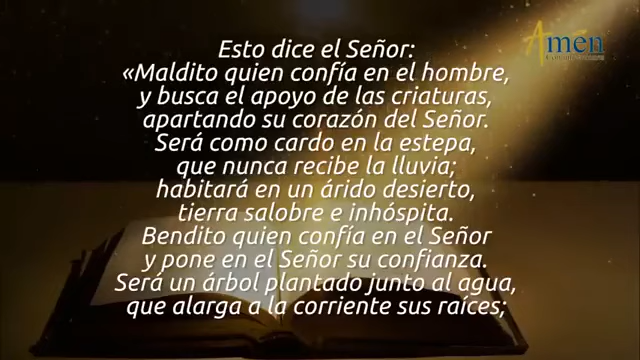 Amén
Esto dice el Señor:
«Maldito quien confía en el hombre,
y busca el apoyo de las criaturas,
apartando su corazón del Señor.
Será como cardo en la estepa,
que nunca recibe la lluvia;
habitará en un árido desierto,
tierra salobre e inhóspita.
Bendito quien confía en el Señor
y pone en el Señor su confianza.
Será un árbol plantado junto al agua,
que alarga a la corriente sus raíces;